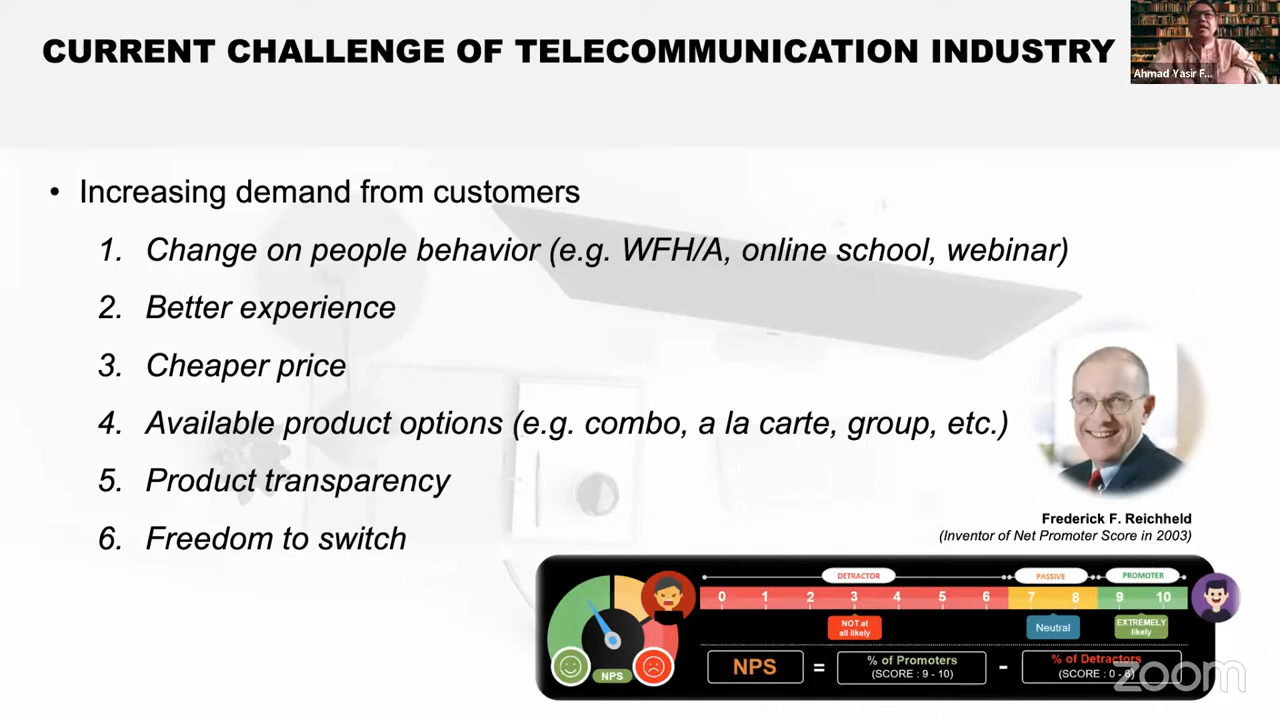 CURRENT CHALLENGE OF TELECOMMUNICATION INDUSTRY
Ahmad Yasir F...
• Increasing demand from customers
1. Change on people behavior (e.g. WFH/A, online school, webinar)
2. Better experience
3. Cheaper price
4. Available product options (e.g. combo, a la carte, group, etc.)
5. Product transparency
6. Freedom to switch
Frederick F. Reichheld
(Inventor of Net Promoter Score in 2003)
DETRACTOR PASSIVE PROMOTER
0 1 2 3 4 5 6 7 8 9 10
NOT at
all likely
Neutral
EXTREMELY
likely
NPS
NPS = % of Promoters
(SCORE : 9 - 10)
- % of Detractors
(SCORE : 0 - 6)
zoom